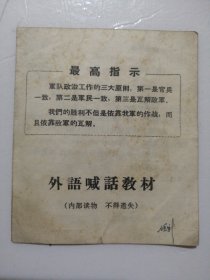 最高指示
軍队政治工作的三大原則，第一是官兵
一致，第二是軍民一致，第三是瓦解敌軍。
我們的胜利不但是依靠我軍的作战，而
且依靠敌軍的瓦解。
外語喊話教材
（内部读物 不得遺失）